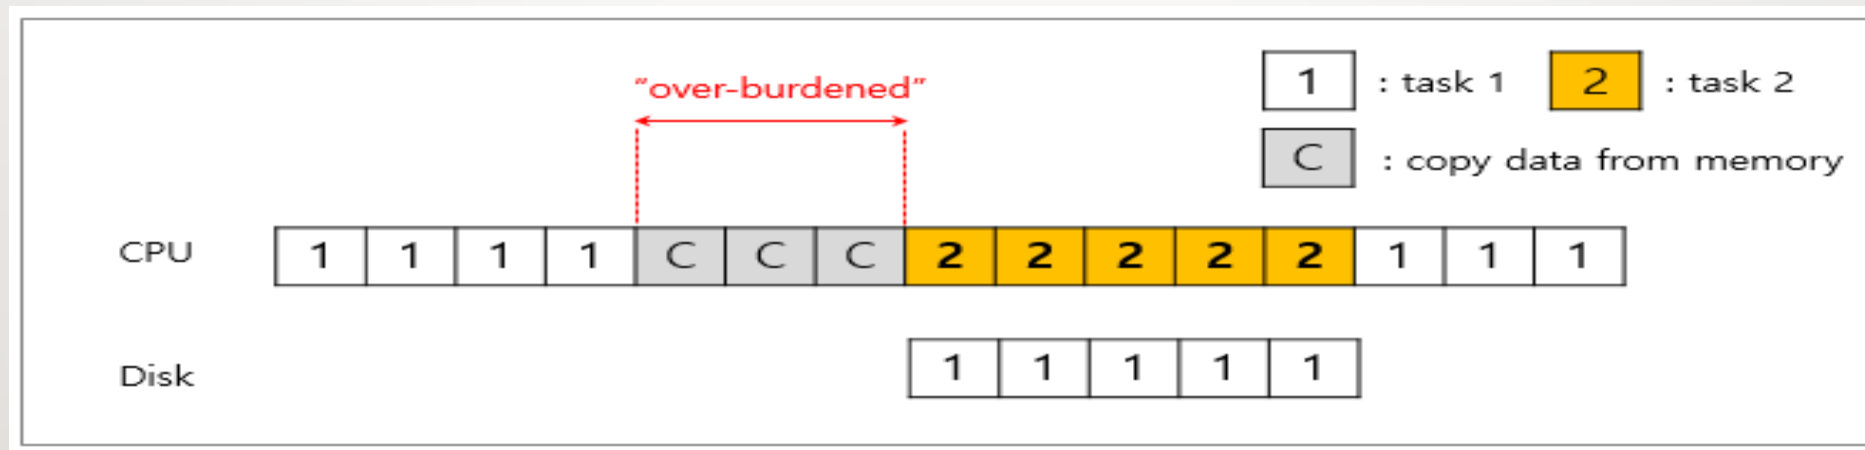 "over-burdened"
1 : task 1 2 : task 2
C : copy data from memory
CPU 1 1 1 1 C C C 2 2 2 2 2 1 1 1
Disk 1 1 1 1 1